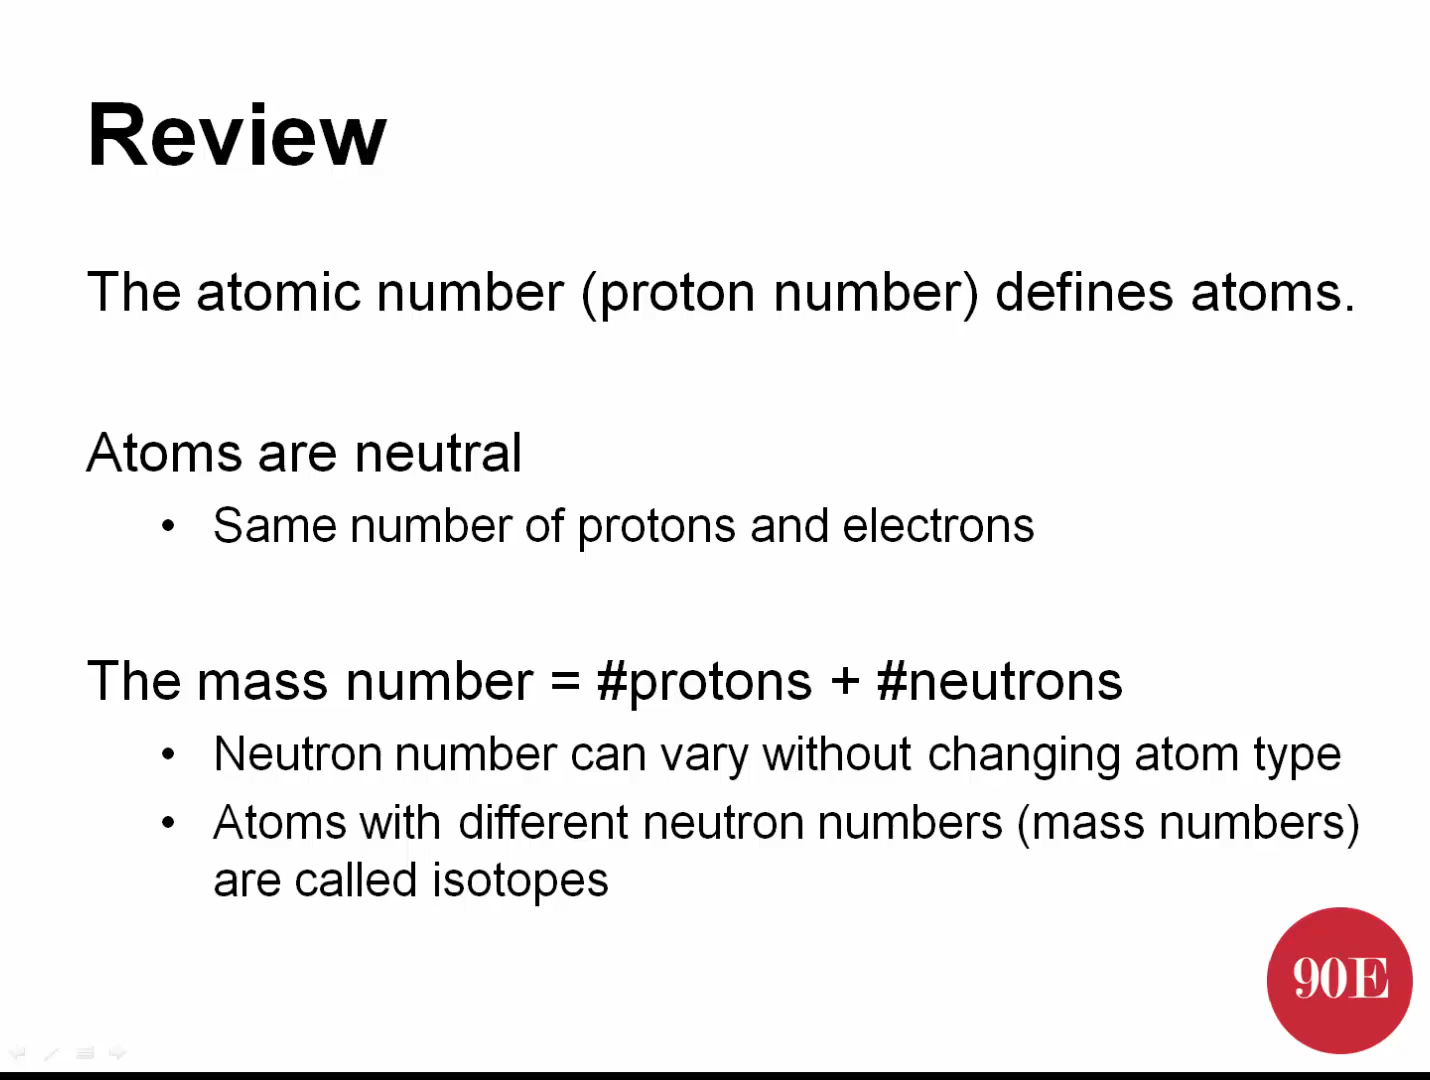 Review
The atomic number (proton number) defines atoms.
Atoms are neutral
• Same number of protons and electrons
The mass number = #protons + #neutrons
• Neutron number can vary without changing atom type
• Atoms with different neutron numbers (mass numbers)
are called isotopes
90E